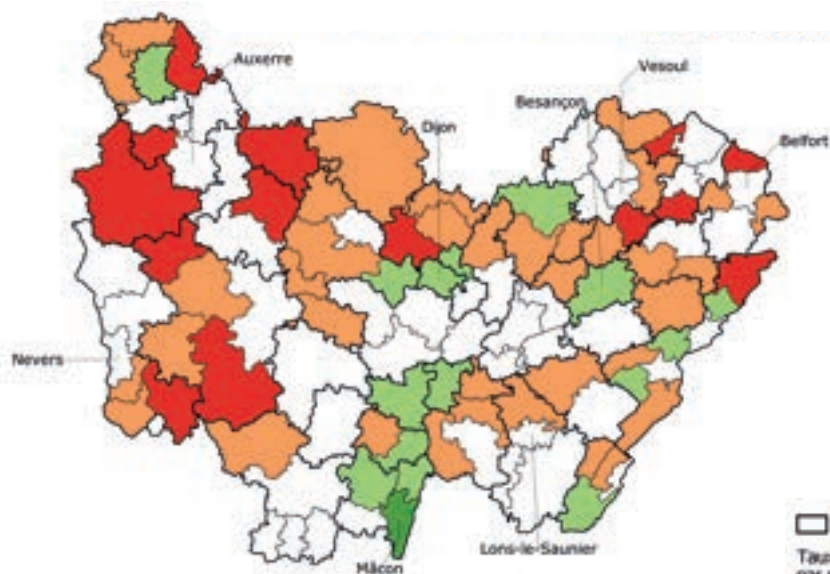 Auxerre
Vesoul
Besançon
Dijon
Belfort
Nevers
Lons-le-Saunier
Mâcon
Taux